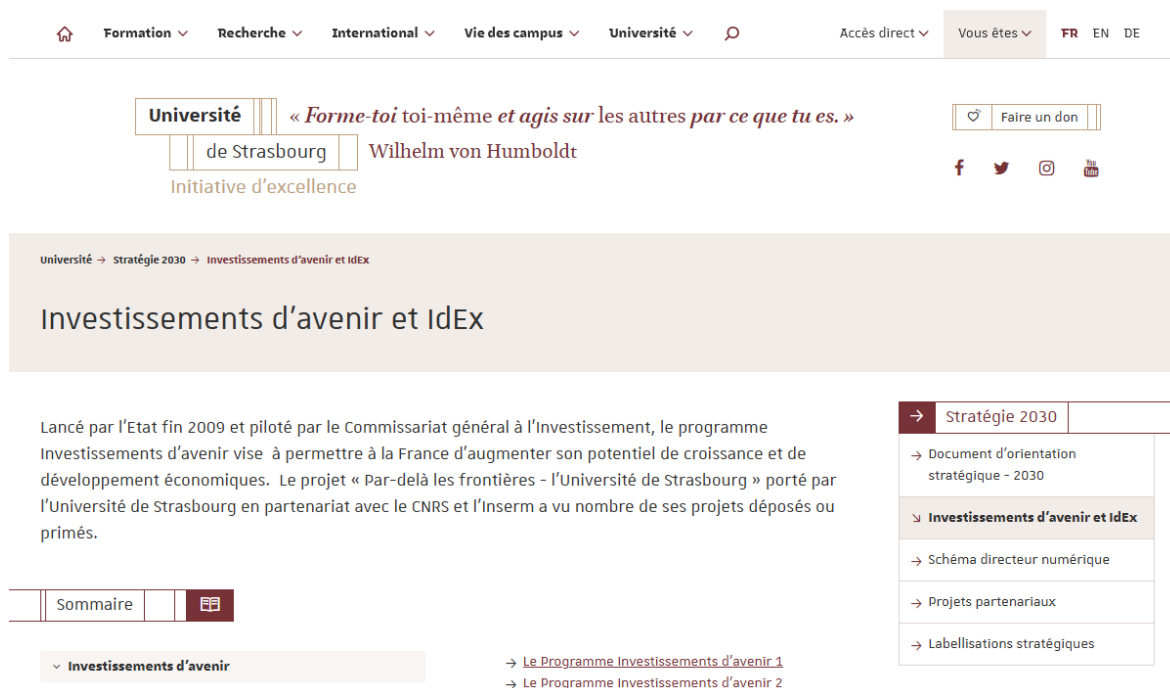 Formation Recherche International Vie des campus Université Accès direct Vous êtes FR EN DE
Université « Forme-toi toi-même et agis sur les autres par ce que tu es. »
de Strasbourg Wilhelm von Humboldt
Initiative d'excellence
Faire un don
You
Tube
Université → Stratégie 2030 → Investissements d'avenir et IdEx
Investissements d'avenir et IdEx
Lancé par l'Etat fin 2009 et piloté par le Commissariat général à l'Investissement, le programme
Investissements d'avenir vise à permettre à la France d'augmenter son potentiel de croissance et de
développement économiques. Le projet « Par-delà les frontières - l'Université de Strasbourg » porté par
l'Université de Strasbourg en partenariat avec le CNRS et l'Inserm a vu nombre de ses projets déposés ou
primés.
Sommaire
Investissements d'avenir
→ Le Programme Investissements d'avenir 1
→ Le Programme Investissements d'avenir 2
→ Stratégie 2030
→ Document d'orientation
stratégique - 2030
Investissements d'avenir et IdEx
→ Schéma directeur numérique
→ Projets partenariaux
→ Labellisations stratégiques